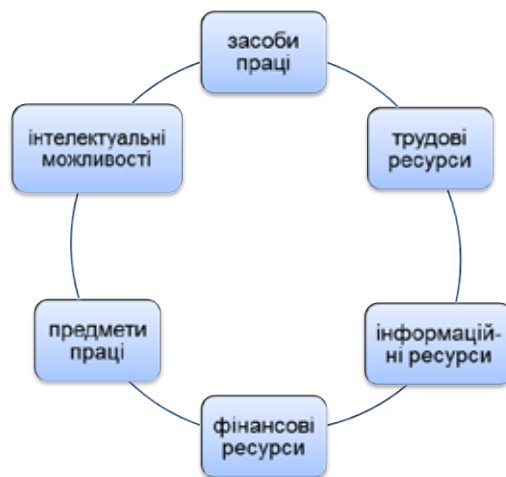 засоби
праці
трудові
ресурси
інформацій-
ні ресурси
фінансові
ресурси
предмети
праці
інтелектуальні
можливості